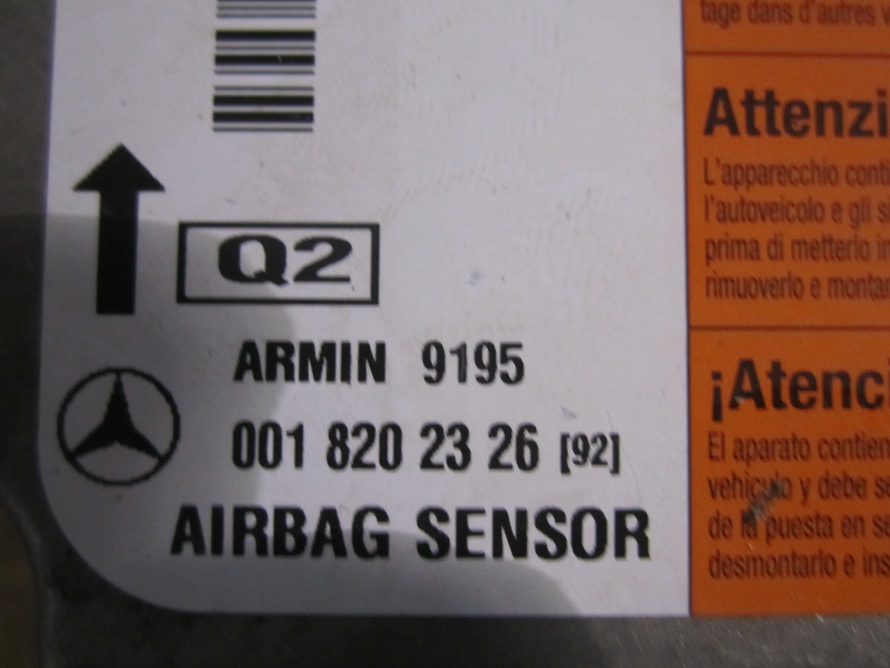 tage dans d'autres
Attenzi
L'apparecchio conti
l'autoveicolo e gli s
prima di metterlo in
rimuoverlo e montar
Q2
ARMIN 9195
001 820 23 26 [92]
AIRBAG SENSOR
¡Atenci
El aparato contien
vehículo y debe se
de la puesta en se
desmontarlo e ins